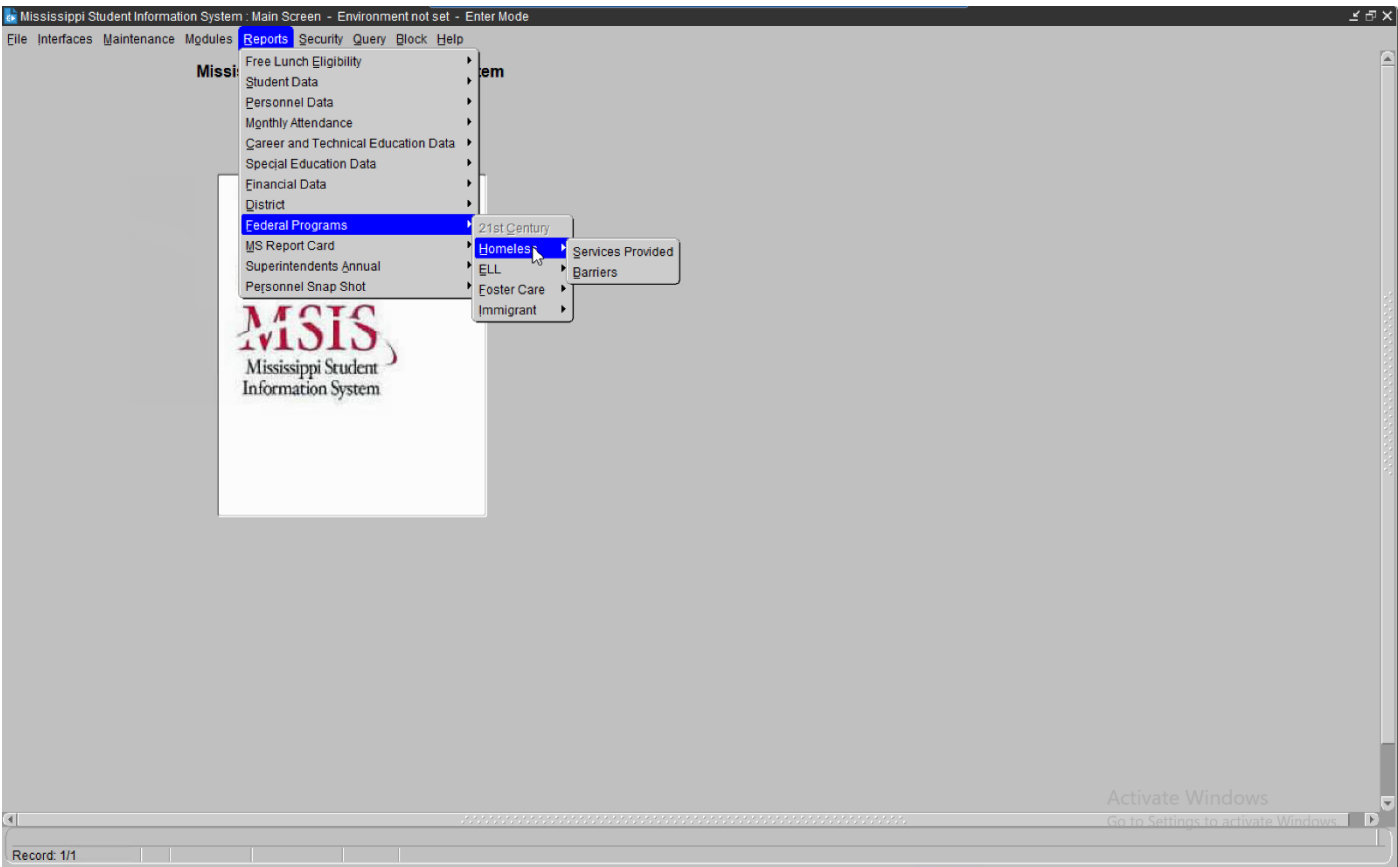 Mississippi Student Information System : Main Screen - Environment not set - Enter Mode
File Interfaces Maintenance Modules Reports Security Query Block Help
Missi
tem
Free Lunch Eligibility
Student Data
Personnel Data
Monthly Attendance
Career and Technical Education Data
Special Education Data
Financial Data
District
Federal Programs
MS Report Card
Superintendents Annual
Personnel Snap Shot
21st Century
Homeless
ELL
Foster Care
Immigrant
Services Provided
Barriers
MSIS
Mississippi Student
Information System
Activate Windows
Go to Settings to activate Windows.
Record: 1/1